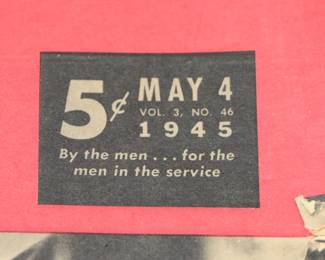 5¢ MAY 4
VOL. 3, NO. 46
1945
By the men . . . for the
men in the service